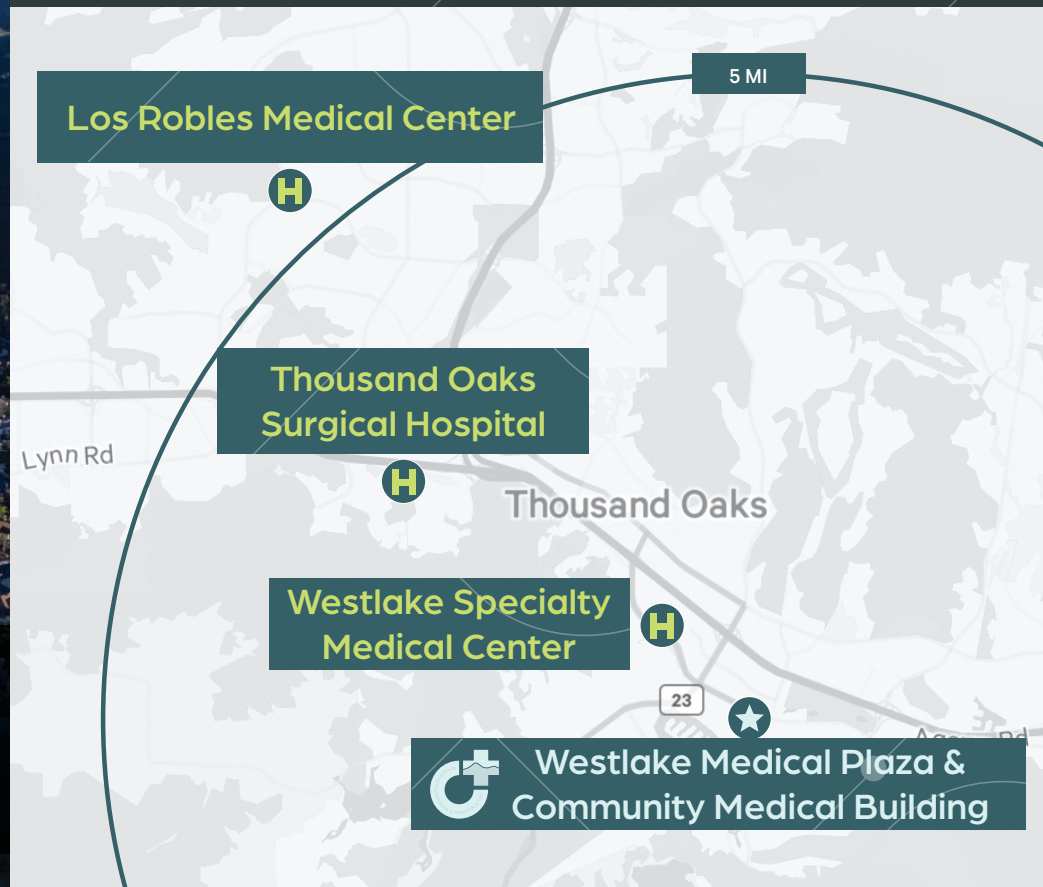 5 MI
Los Robles Medical Center
H
Thousand Oaks
Surgical Hospital
Lynn Rd
H
Thousand Oaks
Westlake Specialty
Medical Center
H
23
Rd
Westlake Medical Plaza &
Community Medical Building